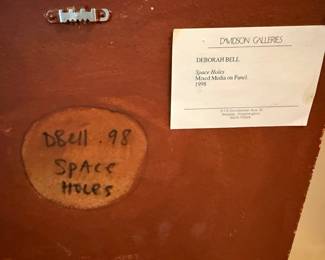 DAVIDSON GALLERIES
DEBORAH BELL
Space Holes
Mixed Media on Panel
1998
DBell . 98
SPACE
HOLES